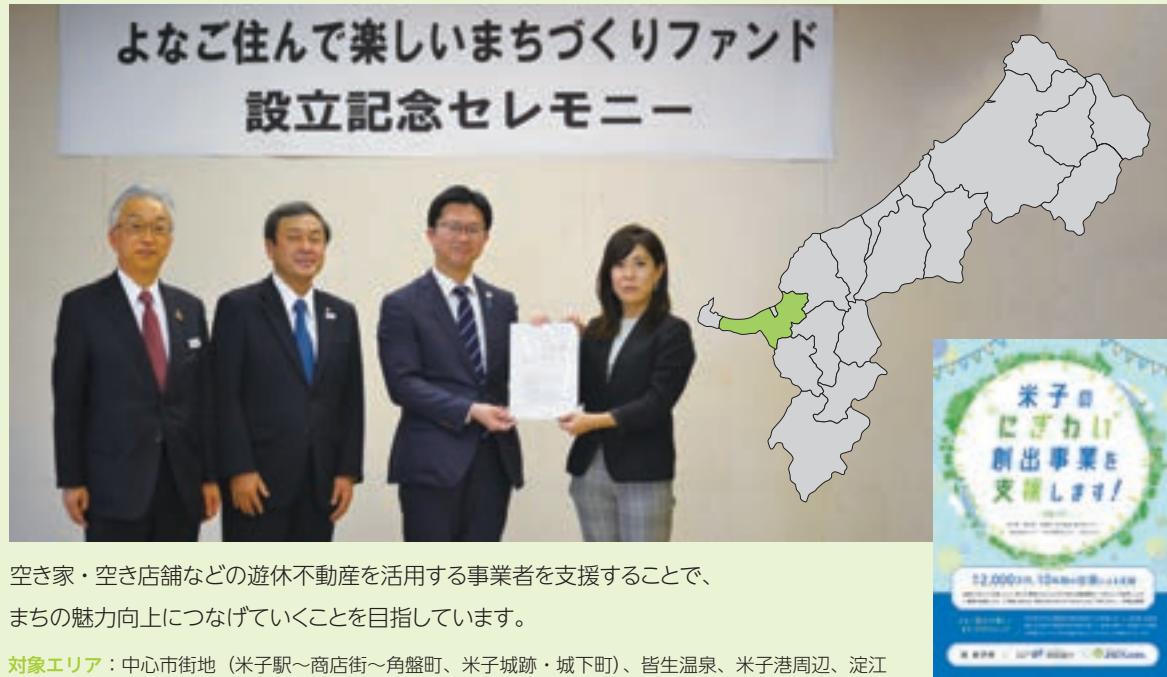 よなご住んで楽しいまちづくりファンド
設立記念セレモニー
米子の
にぎわい
創出事業を
支援します!
空き家・空き店舗などの遊休不動産を活用する事業者を支援することで、
まちの魅力向上につなげていくことを目指しています。
対象エリア：中心市街地（米子駅～商店街～角盤町、米子城跡・城下町）、皆生温泉、米子港周辺、淀江